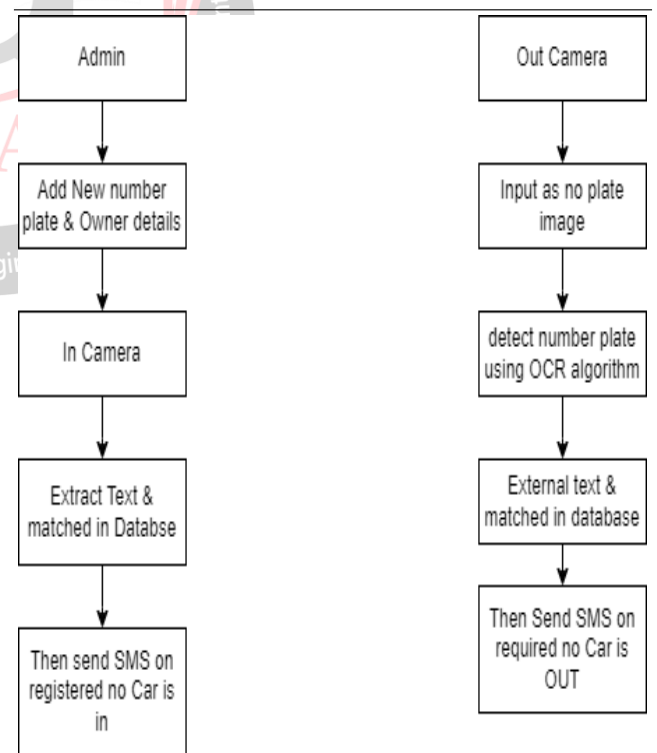 Admin
Add New number
plate & Owner details
In Camera
Extract Text &
matched in Databse
Then send SMS on
registered no Car is
in
Out Camera
Input as no plate
image
detect number plate
using OCR algorithm
External text &
matched in database
Then Send SMS on
required no Car is
OUT